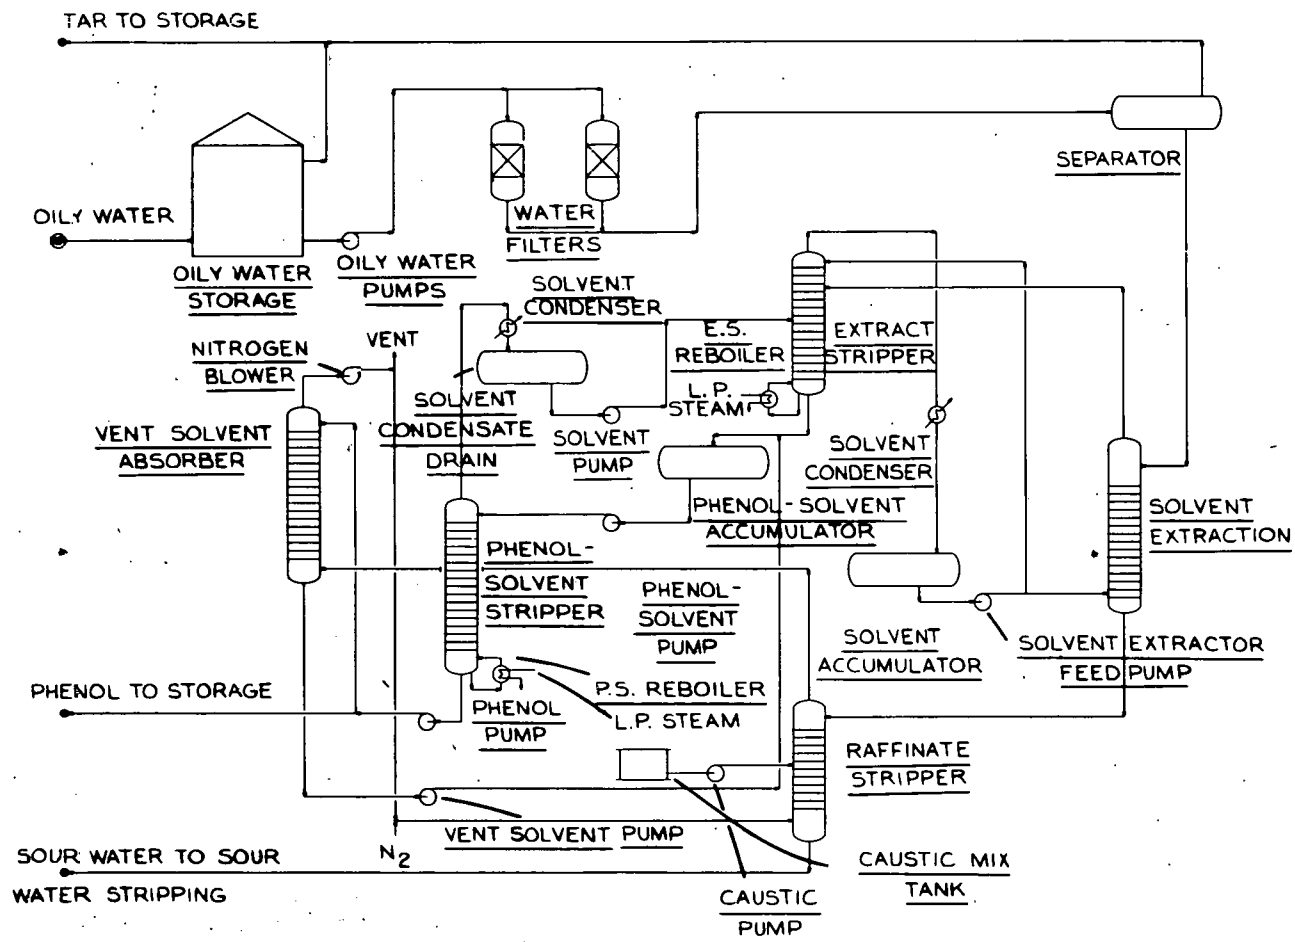 TAR TO STORAGE
SEPARATOR
OILY WATER
WATER
FILTERS
OILY WATER
STORAGE
OILY WATER
PUMPS
SOLVENT
CONDENSER
VENT
NITROGEN
BLOWER
E.S.
REBOILER
EXTRACT
STRIPPER
L.P.
STEAM
SOLVENT
CONDENSATE
DRAIN
VENT SOLVENT
ABSORBER
SOLVENT
PUMP
SOLVENT
CONDENSER
PHENOL-SOLVENT
ACCUMULATOR
SOLVENT
EXTRACTION
PHENOL-
SOLVENT
STRIPPER
PHENOL-
SOLVENT
PUMP
SOLVENT
ACCUMULATOR
SOLVENT EXTRACTOR
FEED PUMP
PHENOL TO STORAGE
P.S. REBOILER
L.P. STEAM
PHENOL
PUMP
RAFFINATE
STRIPPER
VENT SOLVENT PUMP
N2
SOUR WATER TO SOUR
WATER STRIPPING
CAUSTIC MIX
TANK
CAUSTIC
PUMP